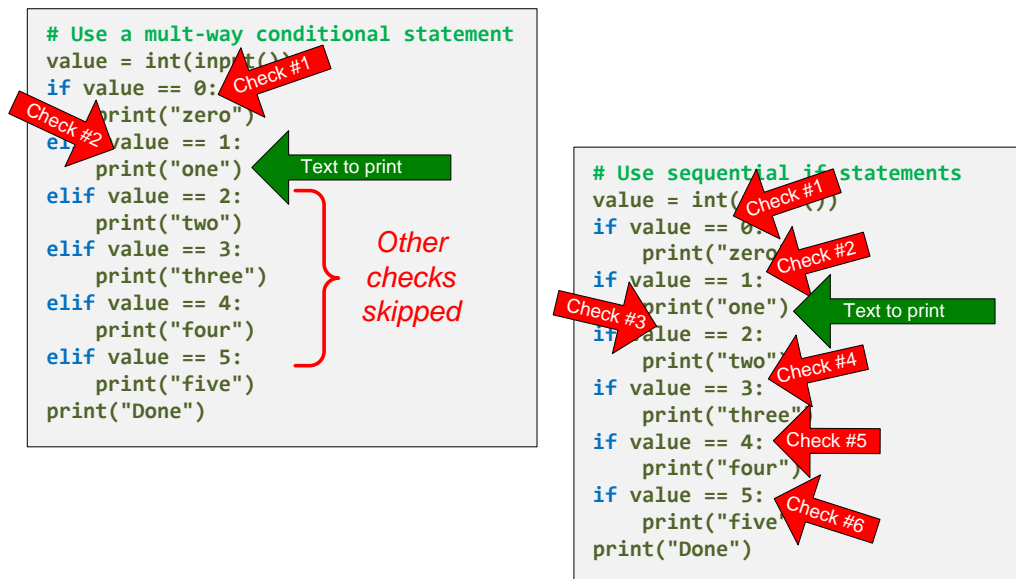 # Use a mult-way conditional statement
value = int(input())
if value == 0:
print("zero")
elif value == 1:
print("one")
elif value == 2:
print("two")
elif value == 3:
print("three")
elif value == 4:
print("four")
elif value == 5:
print("five")
print("Done")
Check #1
Check #2
Text to print
Other
checks
skipped
# Use sequential if statements
value = int(input())
if value == 0:
print("zero")
if value == 1:
print("one")
if value == 2:
print("two")
if value == 3:
print("three")
if value == 4:
print("four")
if value == 5:
print("five")
print("Done")
Check #1
Check #2
Check #3
Text to print
Check #4
Check #5
Check #6